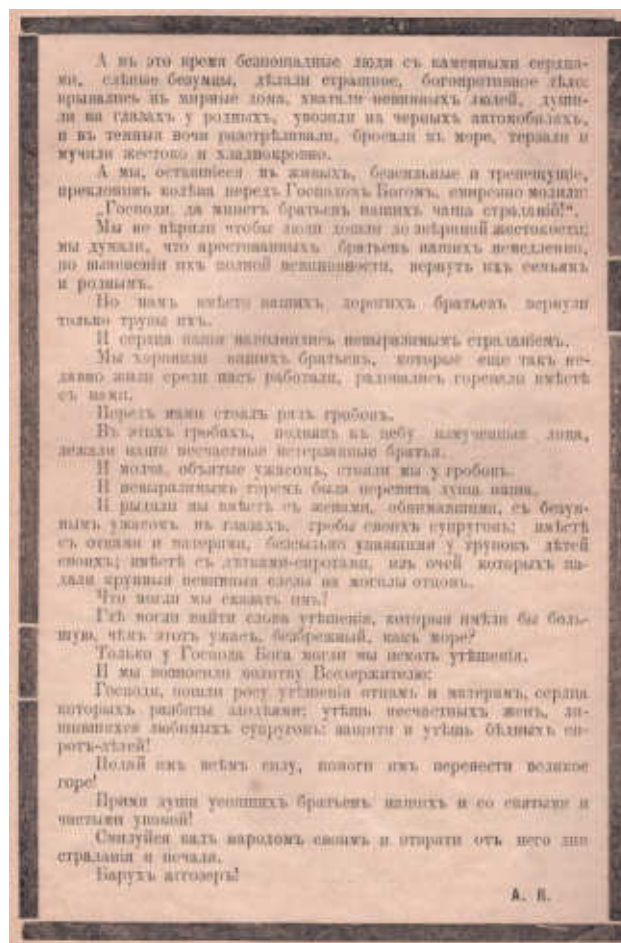 А въ это время безпощадные люди съ каменными сердца-
ми, слѣпые безумцы, дѣлали страшное, богопротивное дѣло:
врывались въ мирные дома, хватали невинныхъ людей, души-
ли на глазахъ у родныхъ, увозили на черныхъ автомобиляхъ,
и въ темныя ночи разстрѣливали, бросали въ море, терзали и
мучили жестоко и хладнокровно.
А мы, оставшіеся въ живыхъ, безсильные и трепещущіе,
преклонивъ колѣна передъ Господомъ Богомъ, смиренно молили:
„Господи, да минетъ братьевъ нашихъ чаша страданій!“.
Мы не вѣрили чтобы люди дошли до звѣриной жестокости;
мы думали, что арестованныхъ братьевъ нашихъ немедленно,
по выясненіи ихъ полной невиновности, вернутъ ихъ семьямъ
и роднымъ.
Но намъ вмѣсто нашихъ дорогихъ братьевъ вернули
только трупы ихъ.
И сердца наши наполнились невыразимымъ страданіемъ.
Мы хоронили нашихъ братьевъ, которые еще такъ не-
давно жили среди насъ работали, радовались горевали вмѣстѣ
съ нами.
Передъ нами стоялъ рядъ гробовъ.
Въ этихъ гробахъ, поднявъ къ небу измученныя лица,
лежали наши несчастные истерзанные братья.
И молча, объятые ужасомъ, стояли мы у гробовъ.
И невыразимымъ горемъ была душа наша.
И рыдали мы вмѣстѣ съ женами, обнимавшими, съ безум-
нымъ ужасомъ въ глазахъ, гробы своихъ супруговъ; вмѣстѣ
съ отцами и матерями, безсильно упавшими у труповъ дѣтей
своихъ; вмѣстѣ съ дѣтками-сиротами, изъ очей которыхъ па-
дали крупныя невинныя слезы на могилы отцовъ.
Что могли мы сказать имъ?
Гдѣ могли найти слова утѣшенія, которыя имѣли бы боль-
шую, чѣмъ этотъ ужасъ, безбрежный, какъ море?
Только у Господа Бога могли мы искать утѣшенія.
И мы возносили молитву Вседержителю:
Господи, пошли росу утѣшенія отцамъ и матерямъ, сердца
которыхъ разбиты злодѣями; утѣшь несчастныхъ женъ, ли-
шившихся любимыхъ супруговъ; защити и утѣшь бѣдныхъ си-
ротъ-дѣтей!
Подай имъ всѣмъ силу, помоги имъ перенести великое
горе!
Прими души усопшихъ братьевъ нашихъ и со святыми и
чистыми упокой!
Смилуйся надъ народомъ своимъ и отврати отъ него дни
страданія и печали.
Барухъ аггозеръ!
А. К.